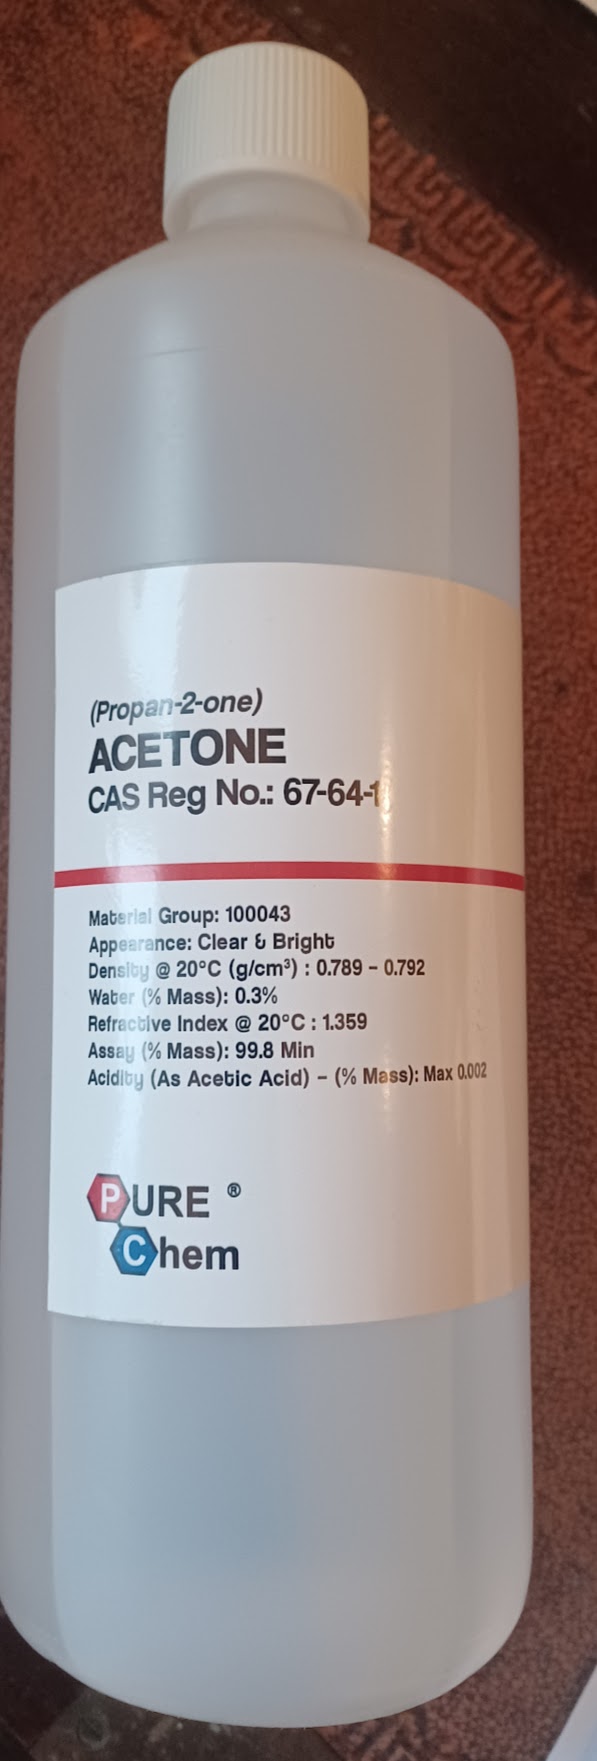 (Propan-2-one)
ACETONE
CAS Reg No.: 67-64-1
Material Group: 100043
Appearance: Clear & Bright
Density @ 20°C (g/cm³) : 0.789 - 0.792
Water (% Mass): 0.3%
Refractive Index @ 20°C : 1.359
Assay (% Mass): 99.8 Min
Acidity (As Acetic Acid) - (% Mass): Max 0.002
PURE ®
Chem